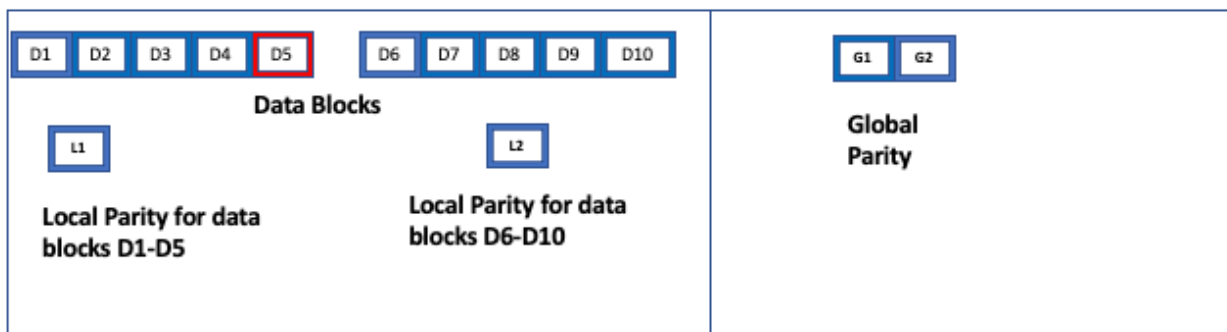 D1 D2 D3 D4 D5 D6 D7 D8 D9 D10 G1 G2
Data Blocks
L1 L2
Local Parity for data
blocks D1-D5
Local Parity for data
blocks D6-D10
Global
Parity